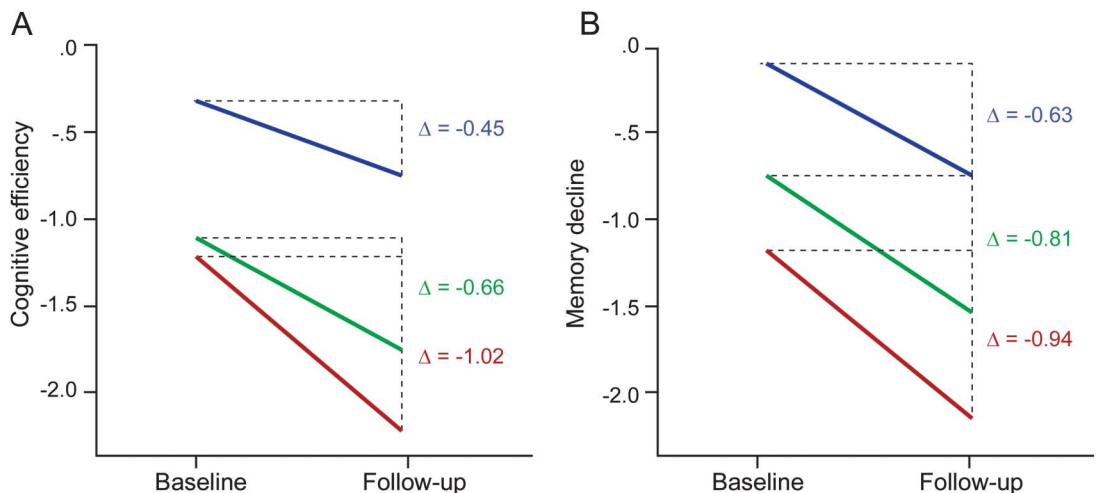 A
Cognitive efficiency
.0
-.5
-1.0
-1.5
-2.0
Δ = -0.45
Δ = -0.66
Δ = -1.02
Baseline
Follow-up
B
Memory decline
.0
-.5
-1.0
-1.5
-2.0
Δ = -0.63
Δ = -0.81
Δ = -0.94
Baseline
Follow-up